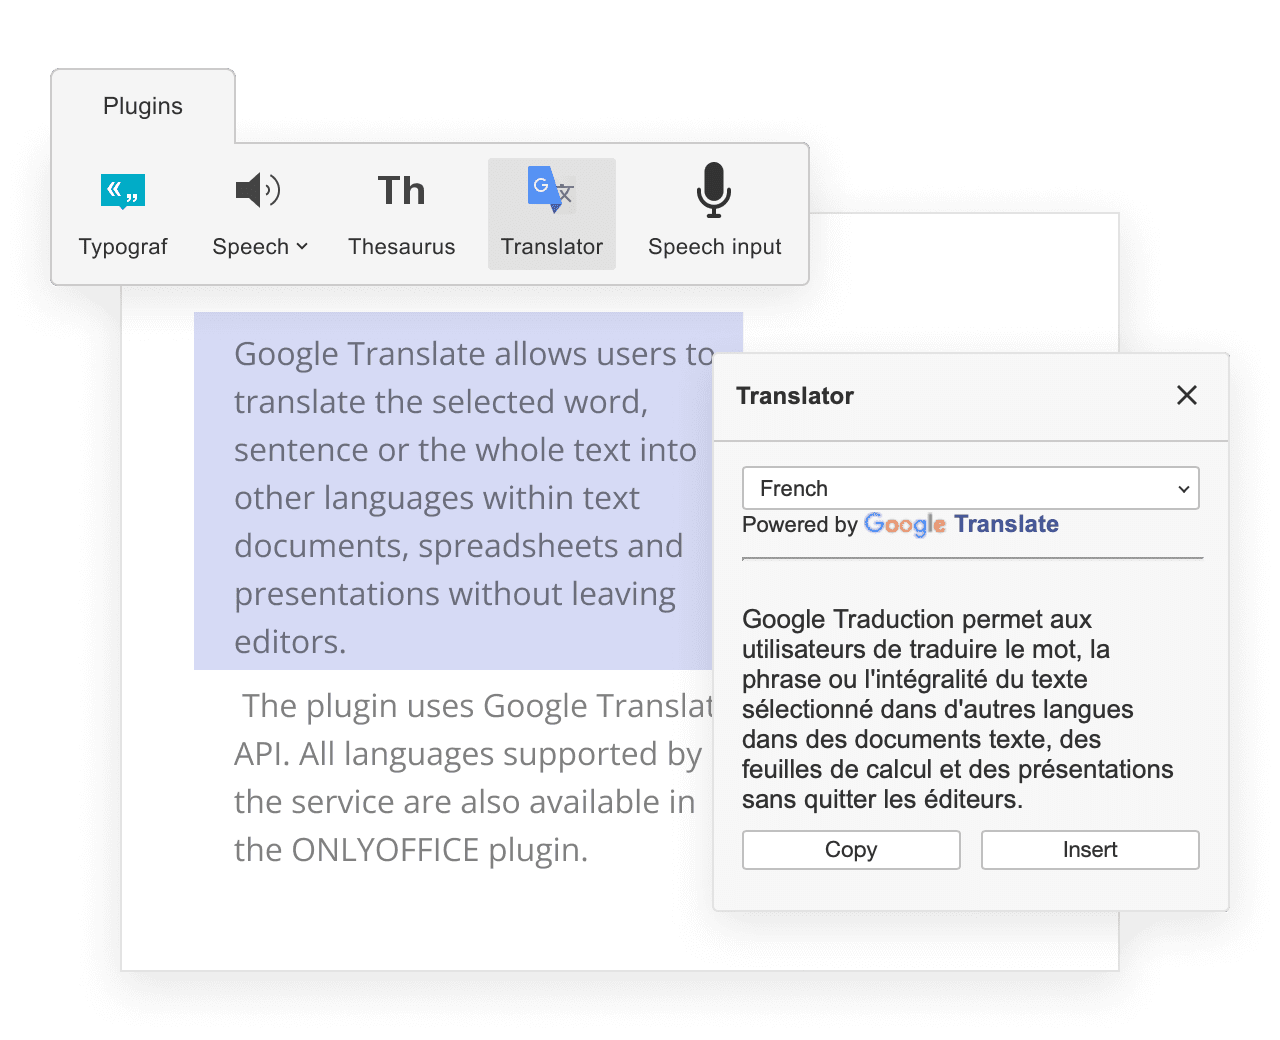 Plugins
«„
Th
G
Typograf Speech Thesaurus Translator Speech input
Google Translate allows users to
translate the selected word,
sentence or the whole text into
other languages within text
documents, spreadsheets and
presentations without leaving
editors.
The plugin uses Google Translat
API. All languages supported by
the service are also available in
the ONLYOFFICE plugin.
Translator
French
Powered by Google Translate
Google Traduction permet aux
utilisateurs de traduire le mot, la
phrase ou l'intégralité du texte
sélectionné dans d'autres langues
dans des documents texte, des
feuilles de calcul et des présentations
sans quitter les éditeurs.
Copy Insert